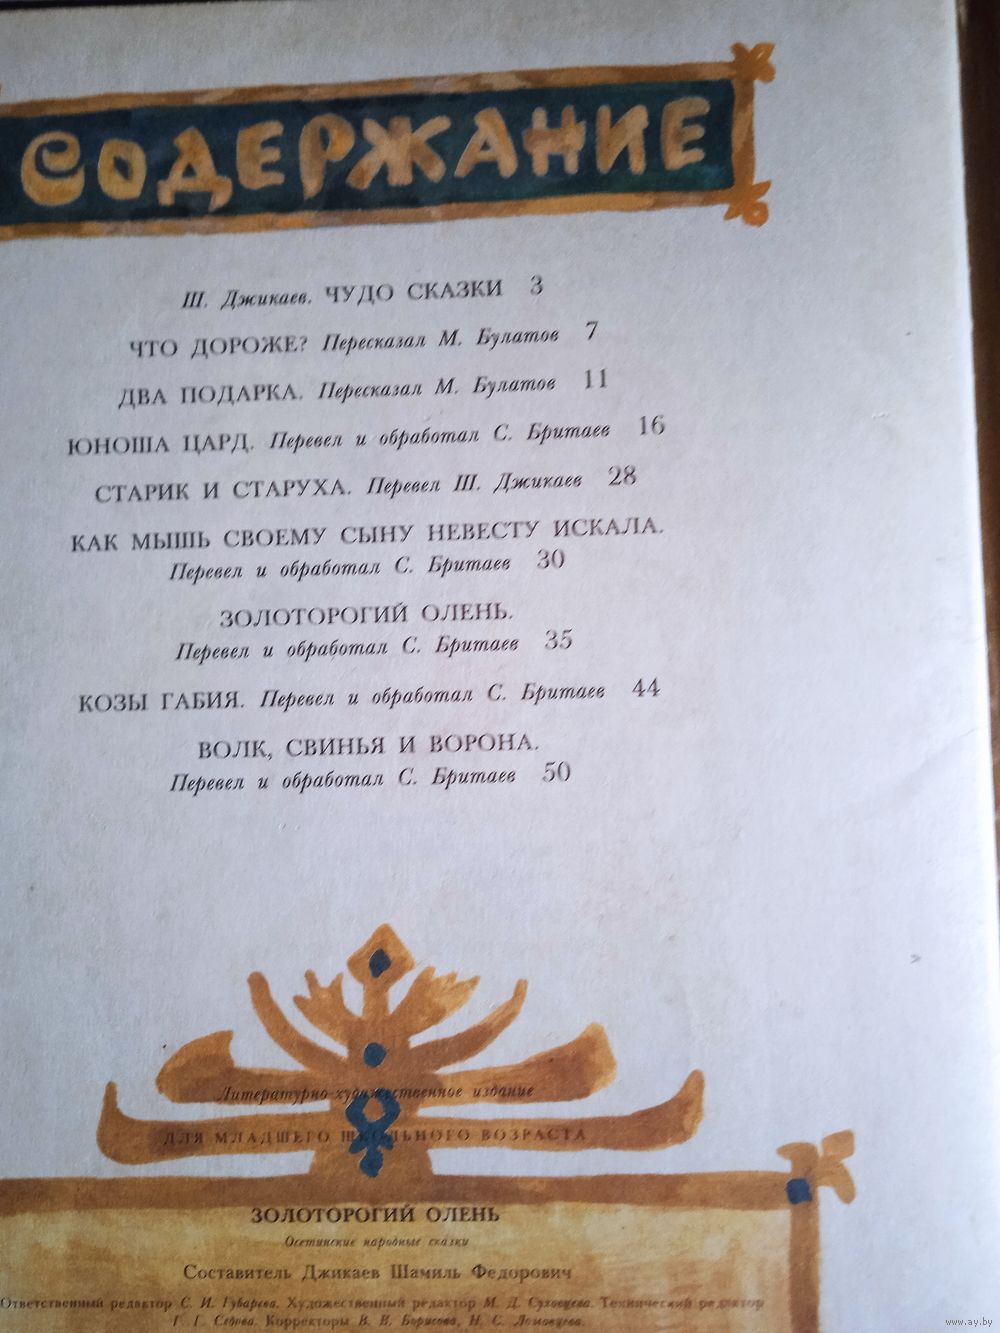 СОДЕРЖАНИЕ
Ш. Джикаев. ЧУДО СКАЗКИ 3
ЧТО ДОРОЖЕ? Пересказал М. Булатов 7
ДВА ПОДАРКА. Пересказал М. Булатов 11
ЮНОША ЦАРД. Перевел и обработал С. Бритаев 16
СТАРИК И СТАРУХА. Перевел Ш. Джикаев 28
КАК МЫШЬ СВОЕМУ СЫНУ НЕВЕСТУ ИСКАЛА.
Перевел и обработал С. Бритаев 30
ЗОЛОТОРОГИЙ ОЛЕНЬ.
Перевел и обработал С. Бритаев 35
КОЗЫ ГАБИЯ. Перевел и обработал С. Бритаев 44
ВОЛК, СВИНЬЯ И ВОРОНА.
Перевел и обработал С. Бритаев 50
Литературно-художественное издание
ДЛЯ МЛАДШЕГО ШКОЛЬНОГО ВОЗРАСТА
ЗОЛОТОРОГИЙ ОЛЕНЬ
Осетинские народные сказки
Составитель Джикаев Шамиль Федорович
Ответственный редактор С. И. Губарева. Художественный редактор М. Д. Суховцева. Технический редактор
Г. Г. Седова. Корректоры В. В. Борисова, Н. С. Ломовцева.
www.ay.by